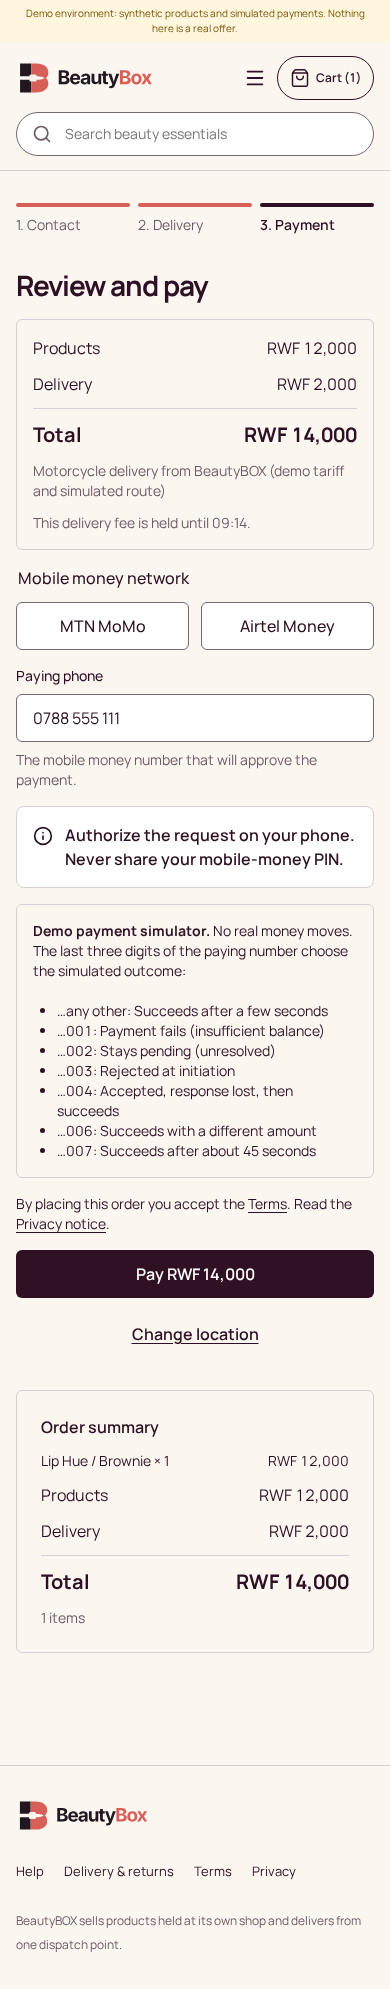 Demo environment: synthetic products and simulated payments. Nothing
here is a real offer.
BeautyBox
Cart (1)
Search beauty essentials
1. Contact
2. Delivery
3. Payment
Review and pay
Products RWF 12,000
Delivery RWF 2,000
Total RWF 14,000
Motorcycle delivery from BeautyBOX (demo tariff
and simulated route)
This delivery fee is held until 09:14.
Mobile money network
MTN MoMo
Airtel Money
Paying phone
0788 555 111
The mobile money number that will approve the
payment.
Authorize the request on your phone.
Never share your mobile-money PIN.
Demo payment simulator. No real money moves.
The last three digits of the paying number choose
the simulated outcome:
• …any other: Succeeds after a few seconds
• …001: Payment fails (insufficient balance)
• …002: Stays pending (unresolved)
• …003: Rejected at initiation
• …004: Accepted, response lost, then
succeeds
• …006: Succeeds with a different amount
• …007: Succeeds after about 45 seconds
By placing this order you accept the Terms. Read the
Privacy notice.
Pay RWF 14,000
Change location
Order summary
Lip Hue / Brownie × 1 RWF 12,000
Products RWF 12,000
Delivery RWF 2,000
Total RWF 14,000
1 items
BeautyBox
Help Delivery & returns Terms Privacy
BeautyBOX sells products held at its own shop and delivers from
one dispatch point.